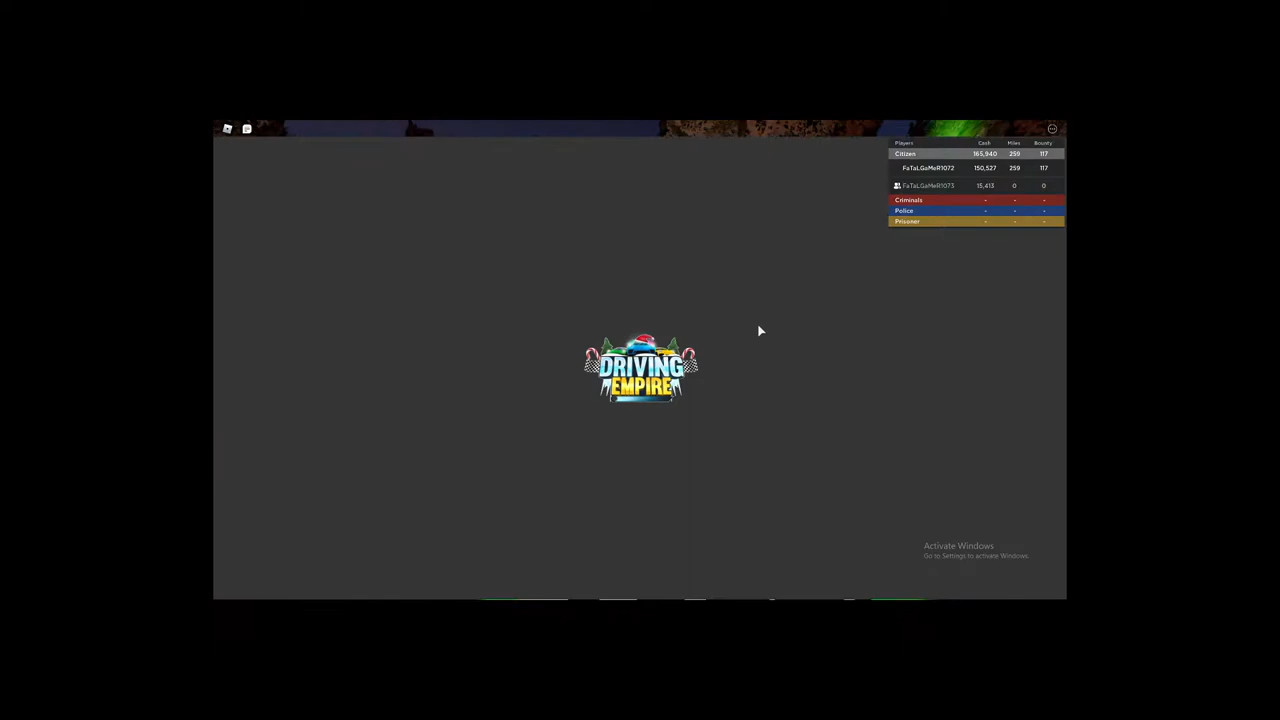 Players Cash Miles Bounty
Citizen 165,940 259 117
FaTaLGaMeR1072 150,527 259 117
FaTaLGaMeR1073 15,413 0 0
Criminals - - -
Police - - -
Prisoner - - -
DRIVING
EMPIRE
Activate Windows
Go to Settings to activate Windows.